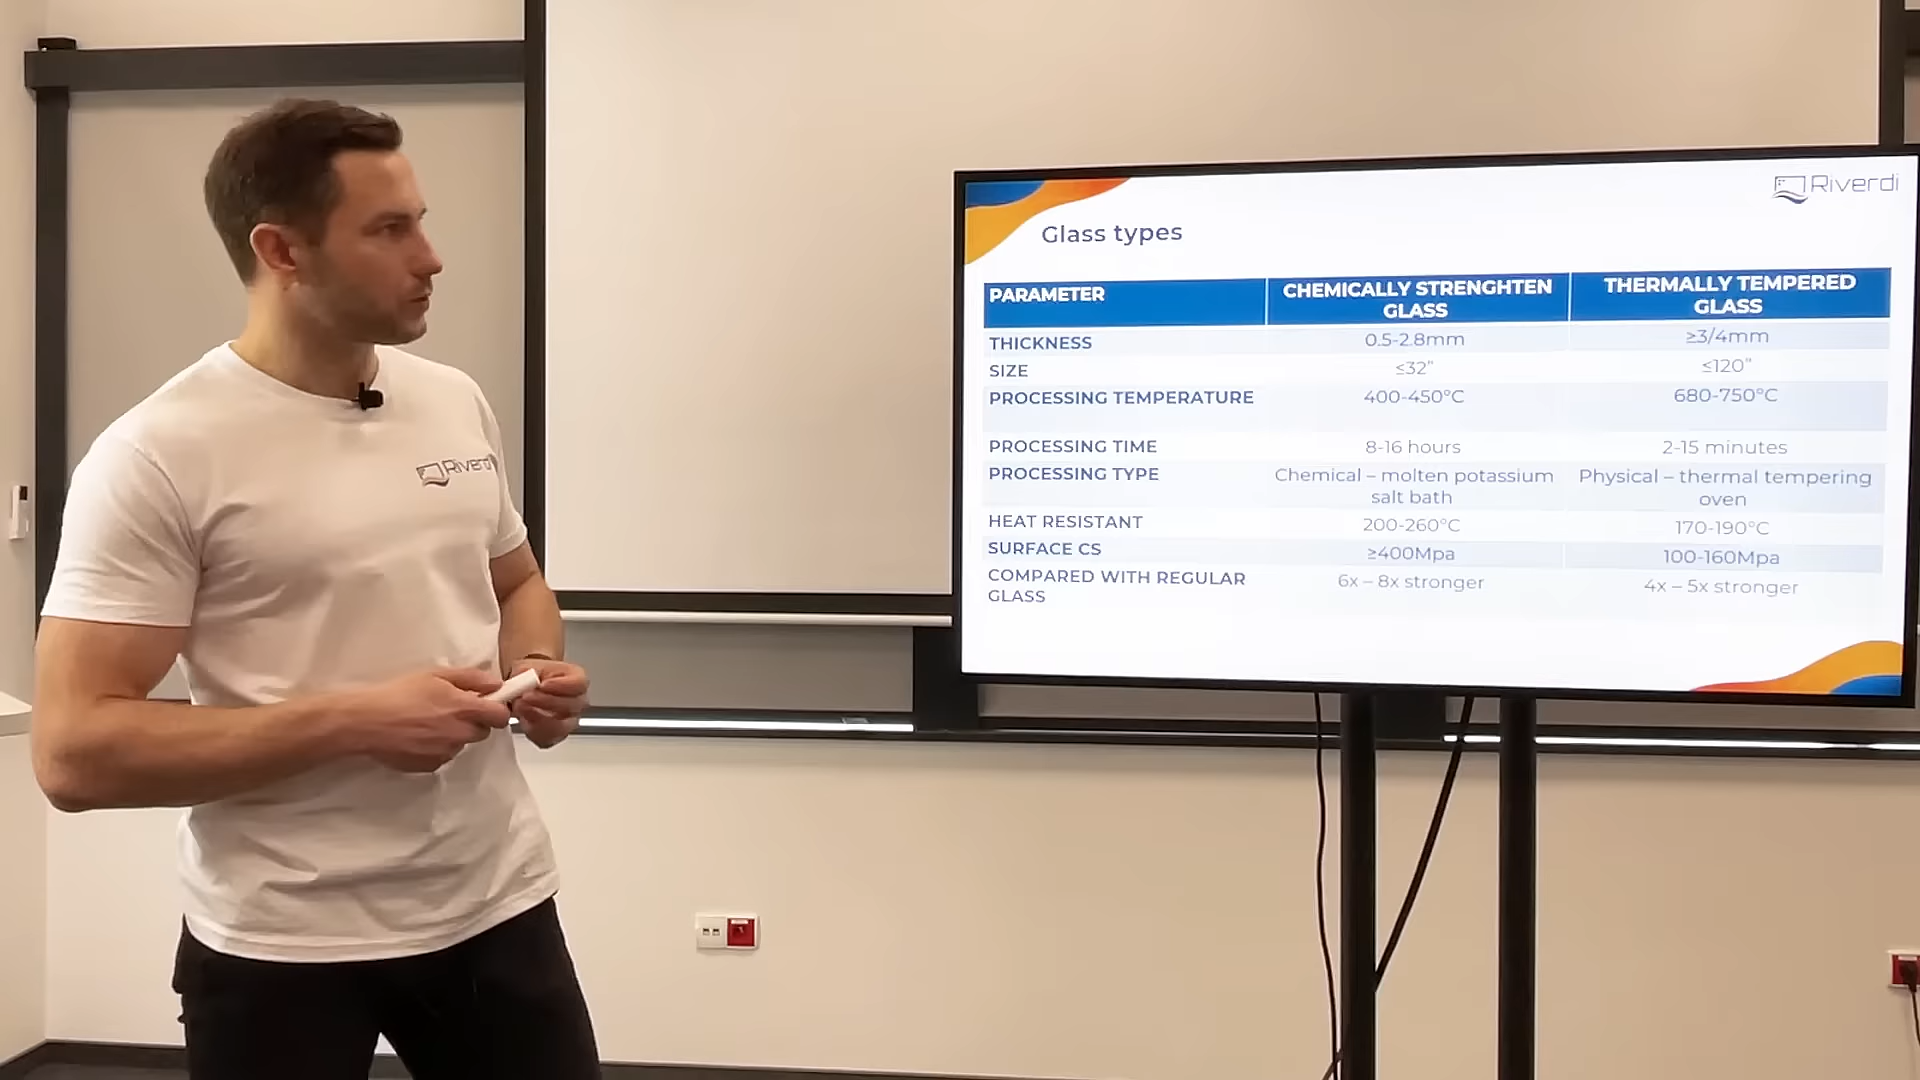 Riverdi
Glass types
PARAMETER
CHEMICALLY STRENGHTEN
GLASS
THERMALLY TEMPERED
GLASS
THICKNESS
0.5-2.8mm
≥3/4mm
SIZE
≤32"
≤120"
PROCESSING TEMPERATURE
400-450°C
680-750°C
PROCESSING TIME
8-16 hours
2-15 minutes
PROCESSING TYPE
Chemical – molten potassium
salt bath
Physical – thermal tempering
oven
HEAT RESISTANT
200-260°C
170-190°C
SURFACE CS
≥400Mpa
100-160Mpa
COMPARED WITH REGULAR
GLASS
6x – 8x stronger
4x – 5x stronger
Riverdi